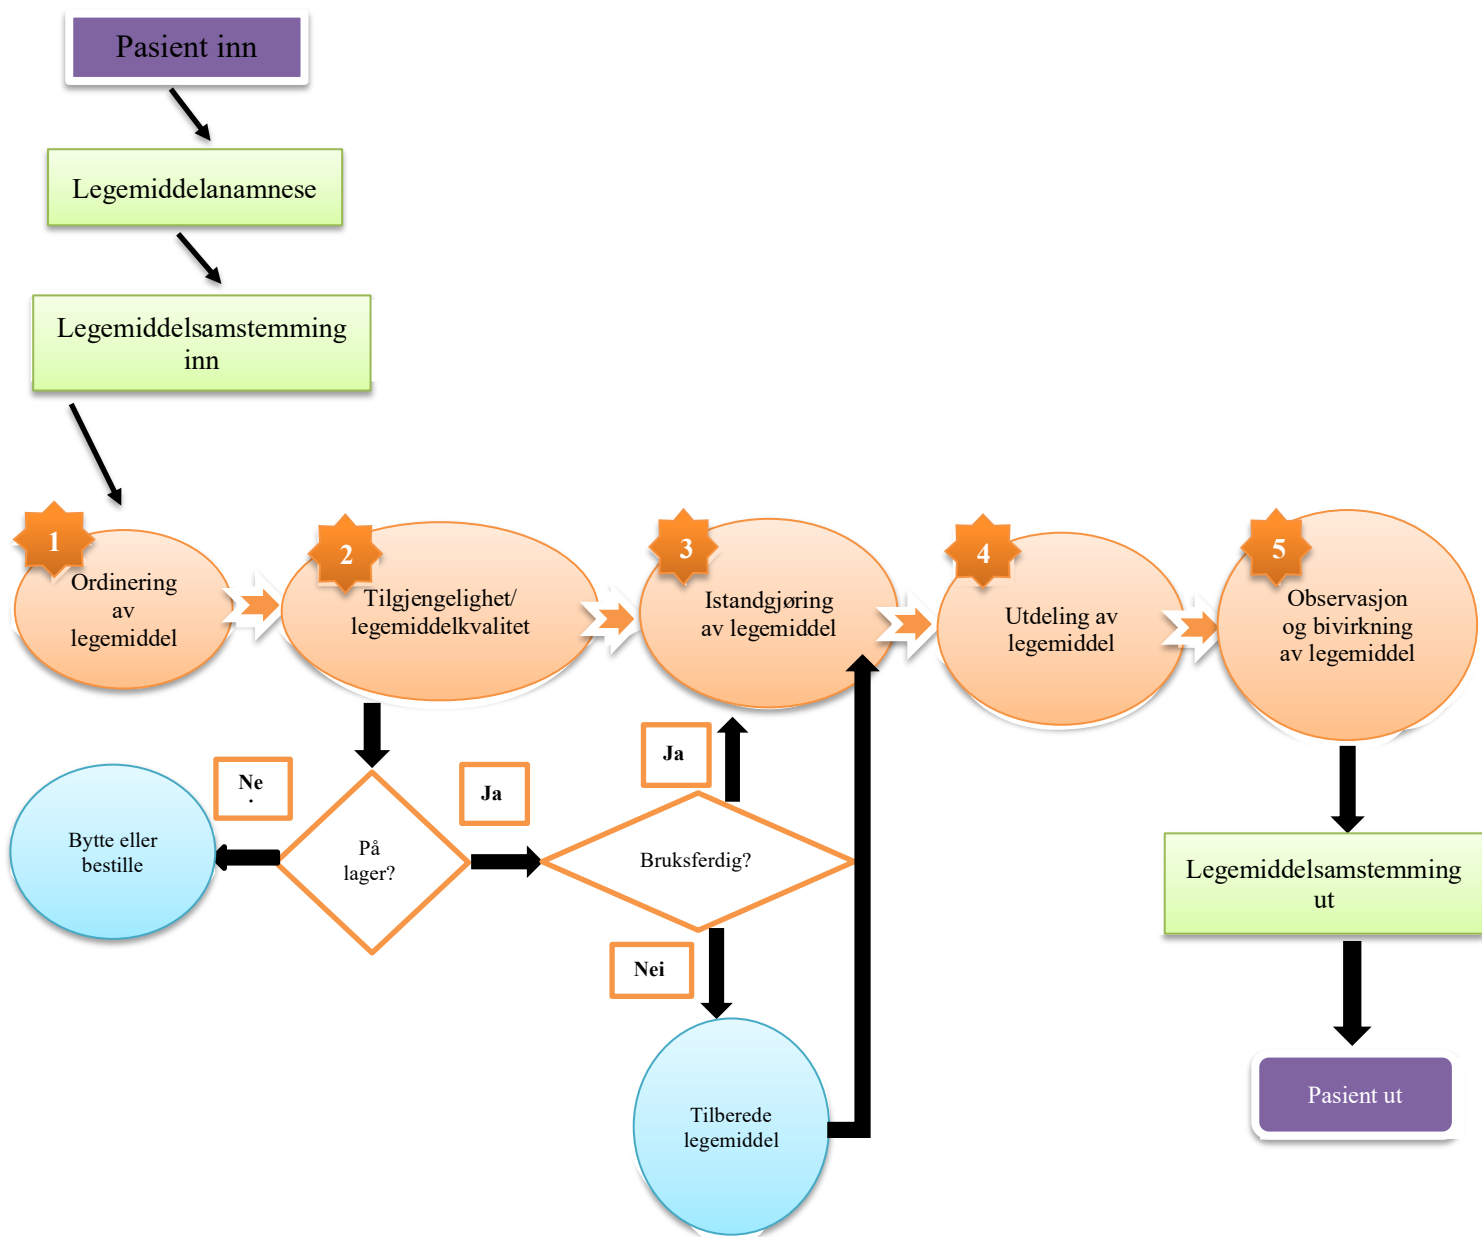 Pasient inn
Legemiddelanamnese
Legemiddelsamstemming
inn
1
Ordinering
av
legemiddel
2
Tilgjengelighet/
legemiddelkvalitet
3
Istandgjøring
av legemiddel
4
Utdeling av
legemiddel
5
Observasjon
og bivirkning
av legemiddel
Ne
Bytte eller
bestille
På
lager?
Ja
Bruksferdig?
Ja
Nei
Tilberede
legemiddel
Legemiddelsamstemming
ut
Pasient ut